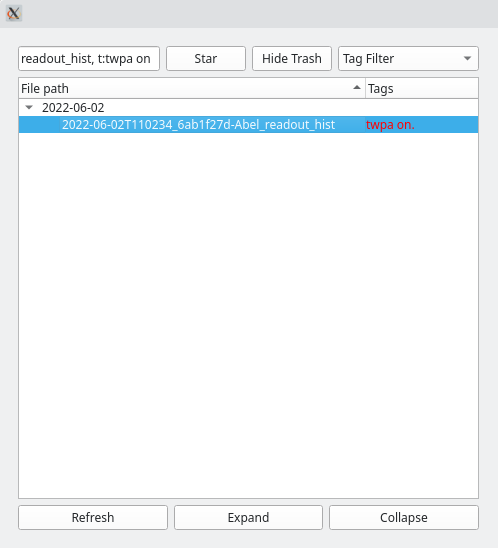 readout_hist, t:twpa on Star Hide Trash Tag Filter
File path Tags
2022-06-02
2022-06-02T110234_6ab1f27d-Abel_readout_hist twpa on.
Refresh Expand Collapse